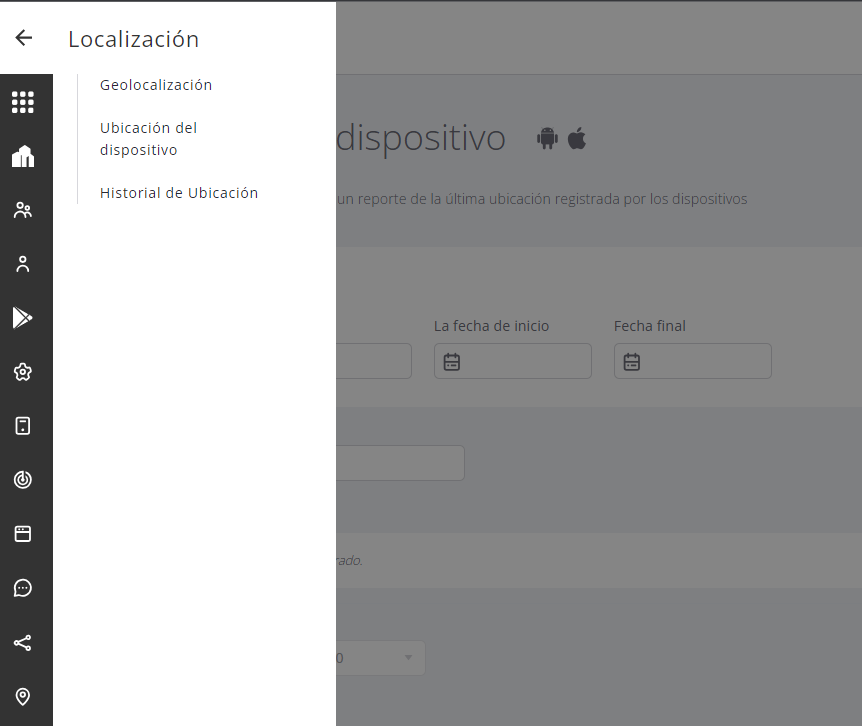 Localización
Geolocalización
Ubicación del
dispositivo
Historial de Ubicación
dispositivo
un reporte de la última ubicación registrada por los dispositivos
La fecha de inicio
Fecha final
rado.
0